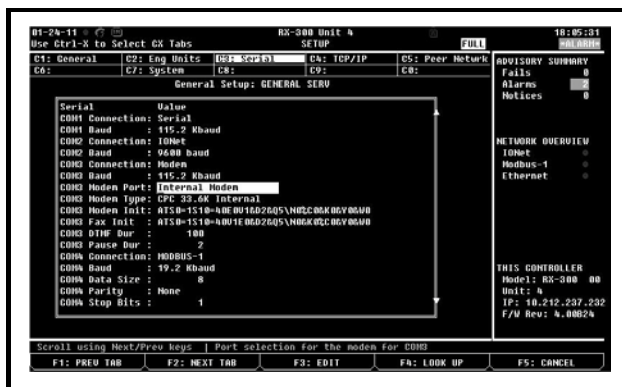 01-24-11 RX-300 Unit 4 18:05:31
Use Ctrl-X to Select CX Tabs SETUP FULL *ALARM*
C1: General C2: Eng Units C3: Serial C4: TCP/IP C5: Peer Netwrk
C6: C7: System C8: C9: C0:
General Setup: GENERAL SERV
Serial Value
COM1 Connection: Serial
COM1 Baud : 115.2 Kbaud
COM2 Connection: IONet
COM2 Baud : 9600 baud
COM3 Connection: Modem
COM3 Baud : 115.2 Kbaud
COM3 Modem Port: Internal Modem
COM3 Modem Type: CPC 33.6K Internal
COM3 Modem Init:
COM3 Fax Init :
COM3 DTMF Dur : 100
COM3 Pause Dur : 2
COM4 Connection: MODBUS-1
COM4 Baud : 19.2 Kbaud
COM4 Data Size : 8
COM4 Parity : None
COM4 Stop Bits : 1
ADVISORY SUMMARY
Fails 0
Alarms 2
Notices 0
NETWORK OVERVIEW
IONet
Modbus-1
Ethernet
THIS CONTROLLER
Model: RX-300 00
Unit: 4
IP: 10.212.237.232
F/W Rev: 4.00B24
Scroll using Next/Prev keys | Port selection for the modem for COM3
F1: PREV TAB F2: NEXT TAB F3: EDIT F4: LOOK UP F5: CANCEL